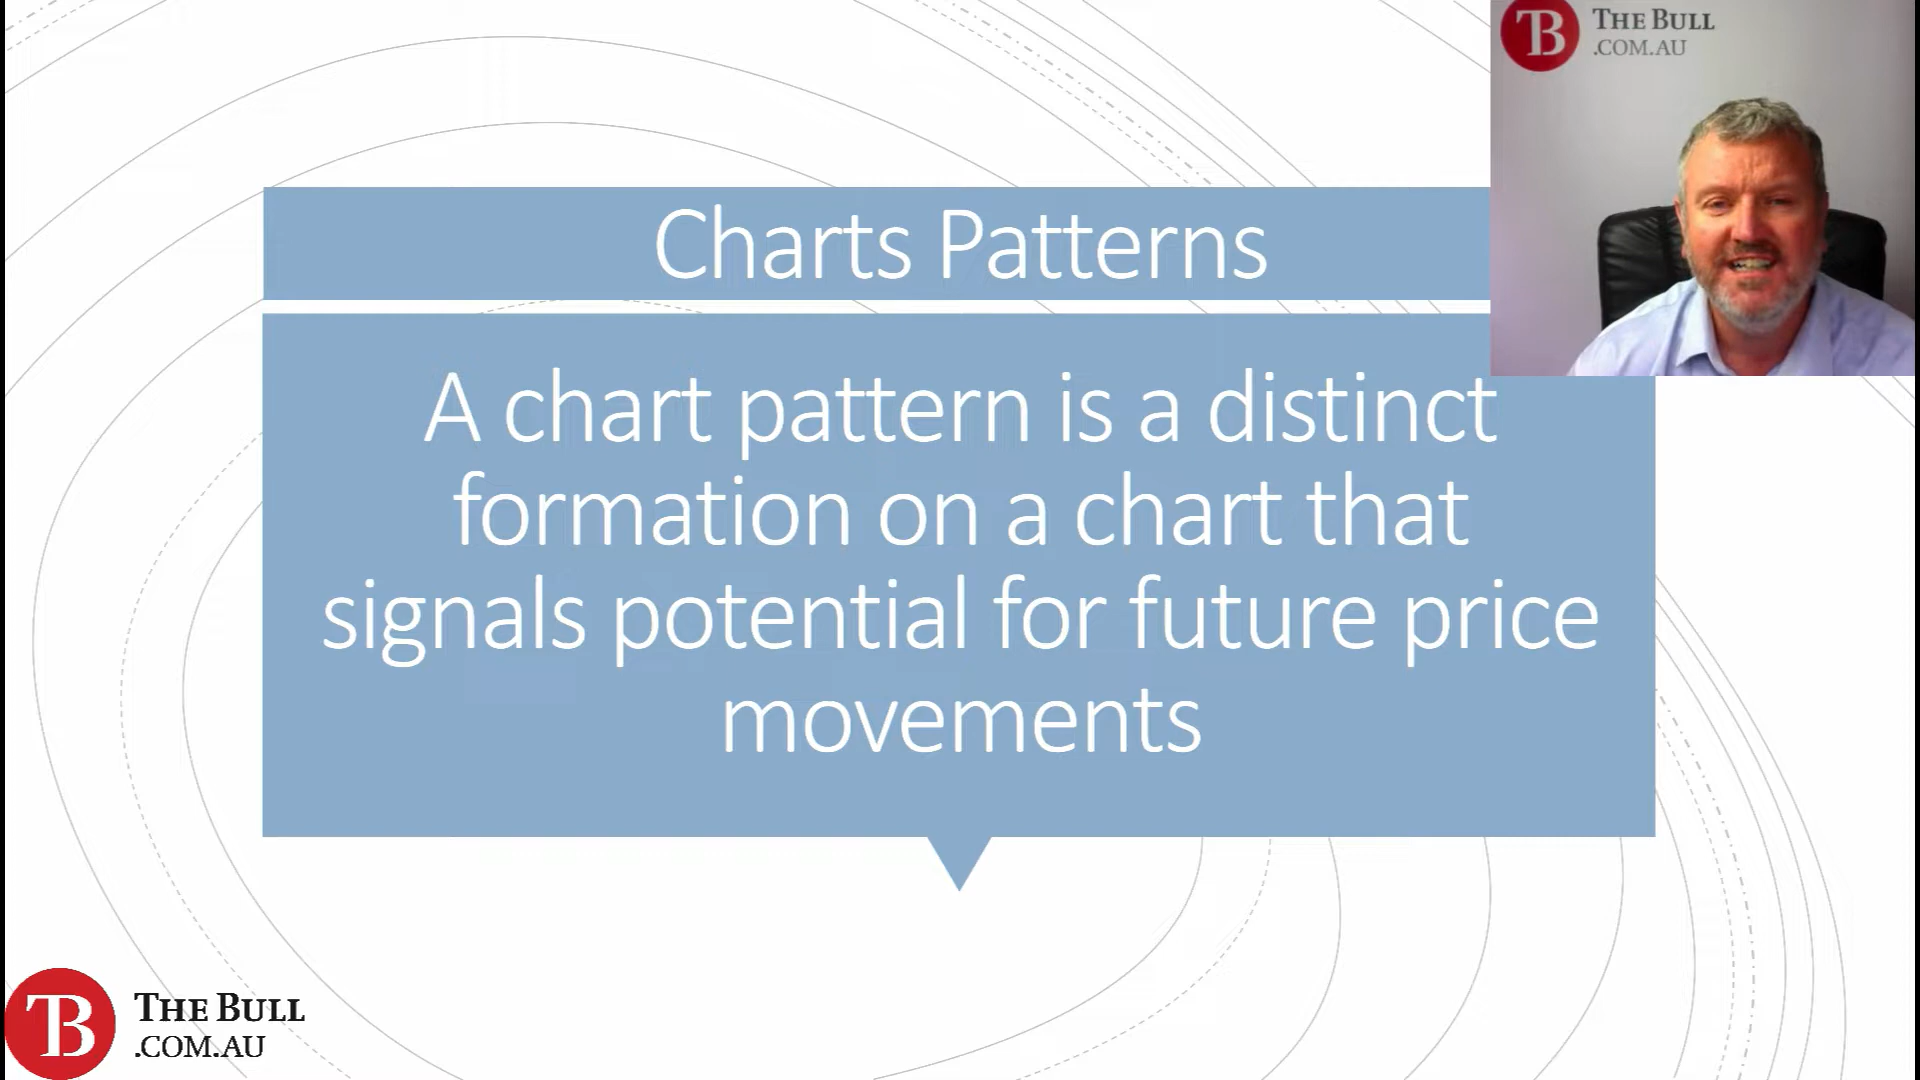 THE BULL
.COM.AU
Charts Patterns
A chart pattern is a distinct
formation on a chart that
signals potential for future price
movements
THE BULL
.COM.AU